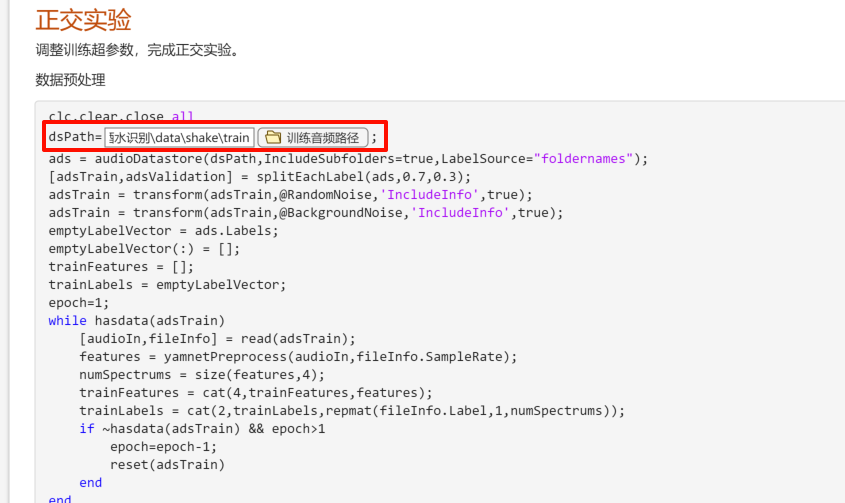 正交实验
调整训练超参数，完成正交实验。
数据预处理
clc,clear,close all
dsPath= 水识别\data\shake\train 训练音频路径 ;
ads = audioDatastore(dsPath,IncludeSubfolders=true,LabelSource="foldernames");
[adsTrain,adsValidation] = splitEachLabel(ads,0.7,0.3);
adsTrain = transform(adsTrain,@RandomNoise,'IncludeInfo',true);
adsTrain = transform(adsTrain,@BackgroundNoise,'IncludeInfo',true);
emptyLabelVector = ads.Labels;
emptyLabelVector(:) = [];
trainFeatures = [];
trainLabels = emptyLabelVector;
epoch=1;
while hasdata(adsTrain)
[audioIn,fileInfo] = read(adsTrain);
features = yamnetPreprocess(audioIn,fileInfo.SampleRate);
numSpectrums = size(features,4);
trainFeatures = cat(4,trainFeatures,features);
trainLabels = cat(2,trainLabels,repmat(fileInfo.Label,1,numSpectrums));
if ~hasdata(adsTrain) && epoch>1
epoch=epoch-1;
reset(adsTrain)
end
end